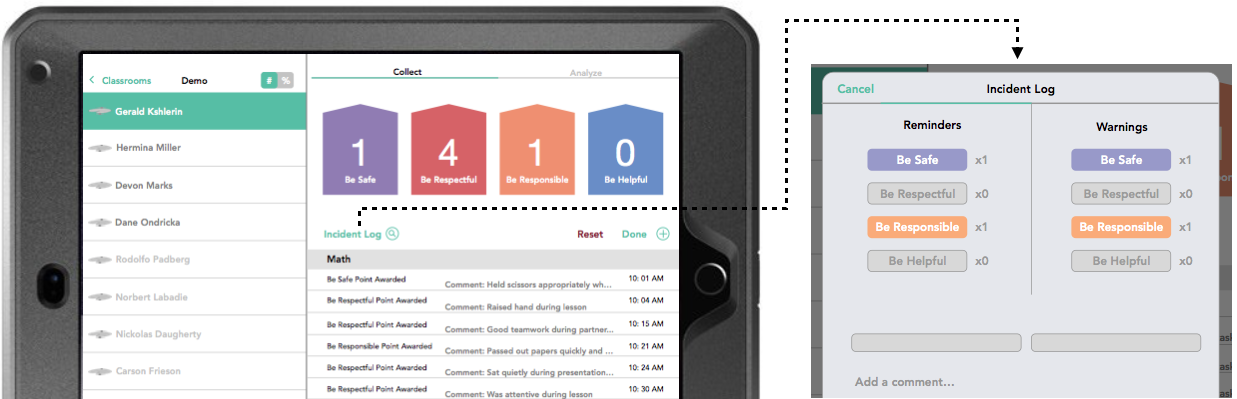 Classrooms Demo # %
Gerald Kshlerin
Hermina Miller
Devon Marks
Dane Ondricka
Rodolfo Padberg
Norbert Labadie
Nickolas Daugherty
Carson Frieson
Collect Analyze
1 4 1 0
Be Safe Be Respectful Be Responsible Be Helpful
Incident Log Reset Done
Math
Be Safe Point Awarded Comment: Held scissors appropriately wh... 10: 01 AM
Be Respectful Point Awarded Comment: Raised hand during lesson 10: 04 AM
Be Respectful Point Awarded Comment: Good teamwork during partner... 10: 15 AM
Be Responsible Point Awarded Comment: Passed out papers quickly and ... 10: 21 AM
Be Respectful Point Awarded Comment: Sat quietly during presentation... 10: 24 AM
Be Respectful Point Awarded Comment: Was attentive during lesson 10: 30 AM
Cancel Incident Log
Reminders Warnings
Be Safe x1 Be Safe x1
Be Respectful x0 Be Respectful x0
Be Responsible x1 Be Responsible x1
Be Helpful x0 Be Helpful x0
Add a comment...